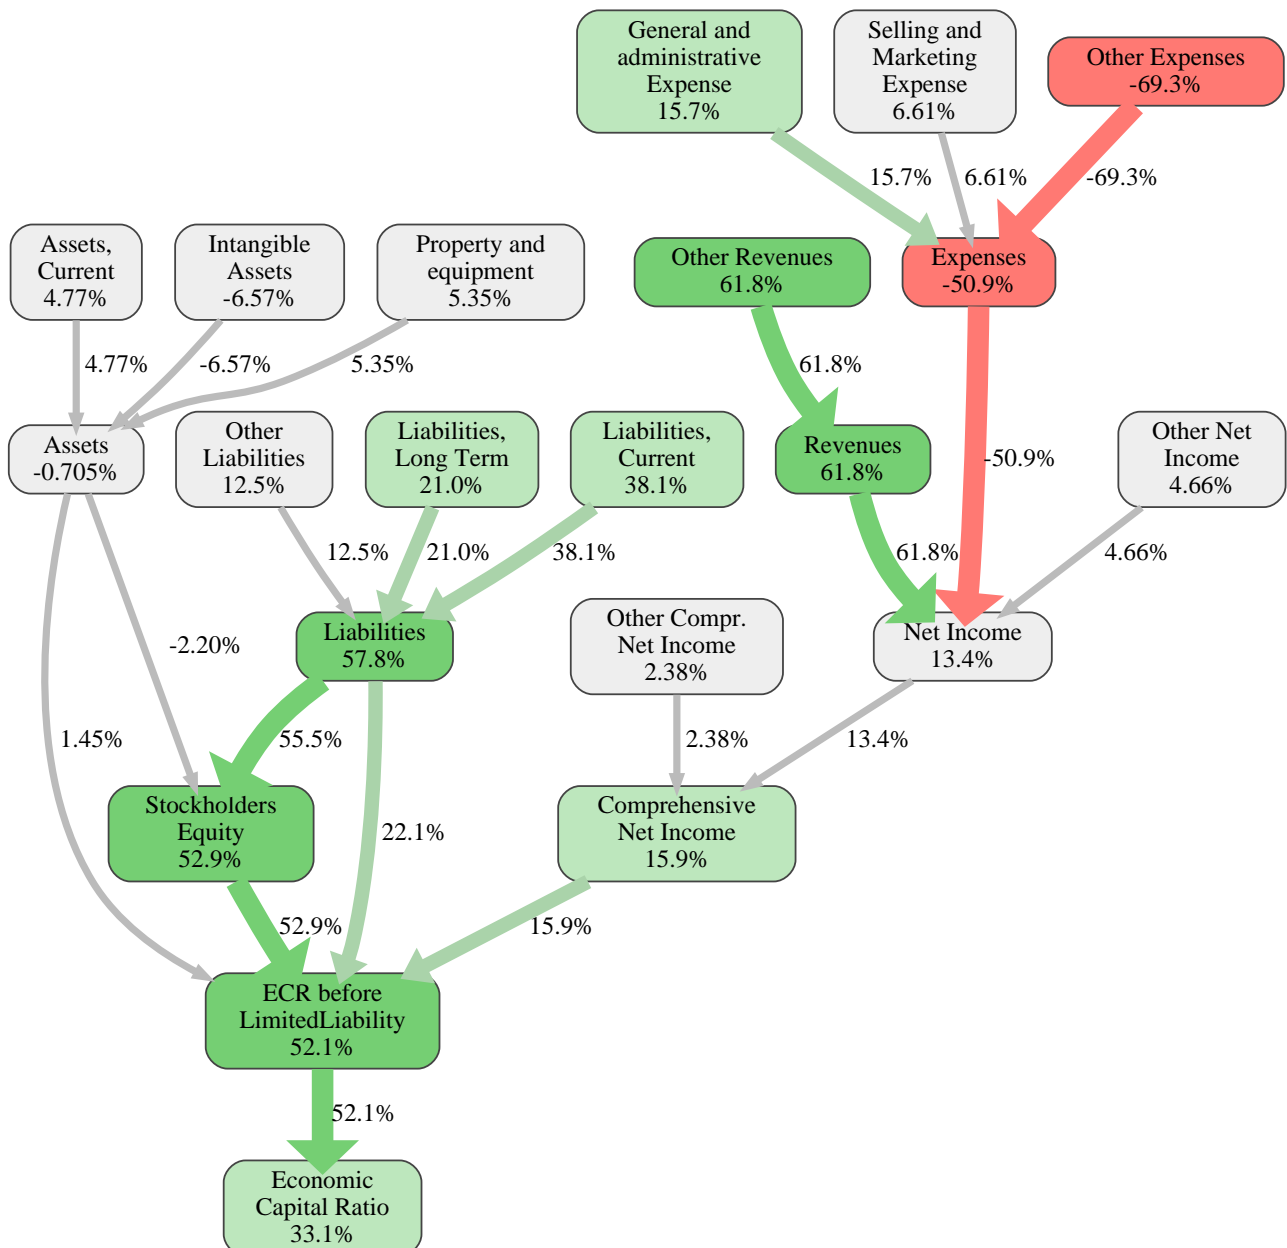 General and
administrative
Expense
15.7%
Selling and
Marketing
Expense
6.61%
Other Expenses
-69.3%
15.7%
6.61%
-69.3%
Assets,
Current
4.77%
Intangible
Assets
-6.57%
Property and
equipment
5.35%
Other Revenues
61.8%
Expenses
-50.9%
4.77%
-6.57%
5.35%
61.8%
Assets
-0.705%
Other
Liabilities
12.5%
Liabilities,
Long Term
21.0%
Liabilities,
Current
38.1%
Revenues
61.8%
-50.9%
Other Net
Income
4.66%
12.5%
21.0%
38.1%
61.8%
4.66%
-2.20%
Liabilities
57.8%
Other Compr.
Net Income
2.38%
Net Income
13.4%
1.45%
55.5%
2.38%
13.4%
Stockholders
Equity
52.9%
22.1%
Comprehensive
Net Income
15.9%
52.9%
15.9%
ECR before
LimitedLiability
52.1%
52.1%
Economic
Capital Ratio
33.1%